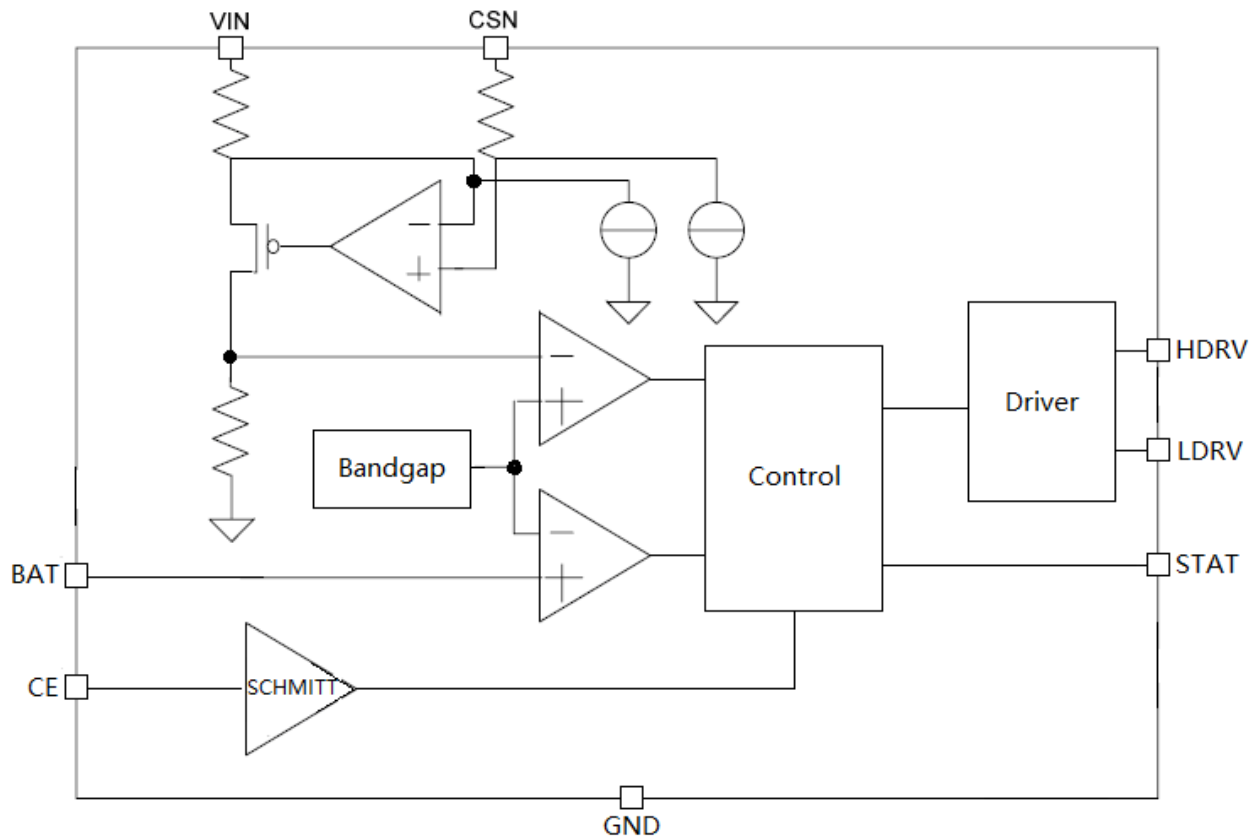 VIN
CSN
HDRV
Driver
LDRV
Bandgap
Control
STAT
BAT
CE
SCHMITT
GND